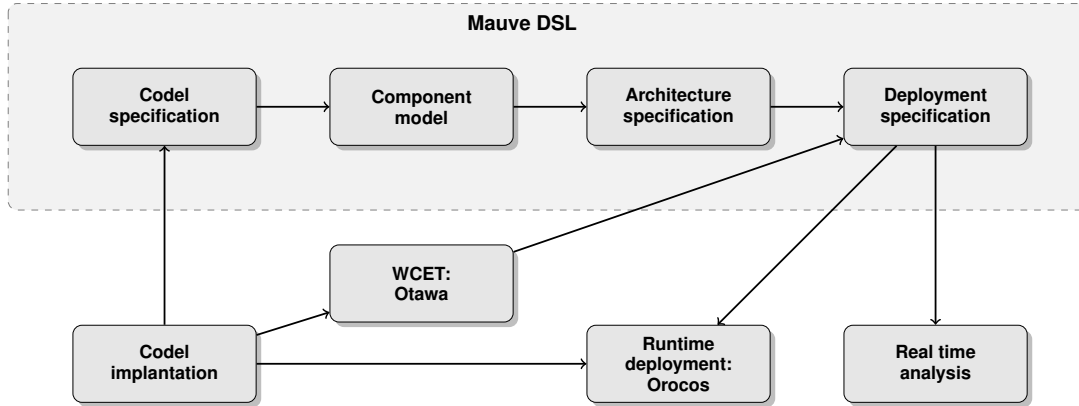 Mauve DSL
Codel
specification
Component
model
Architecture
specification
Deployment
specification
WCET:
Otawa
Codel
implantation
Runtime
deployment:
Orocos
Real time
analysis